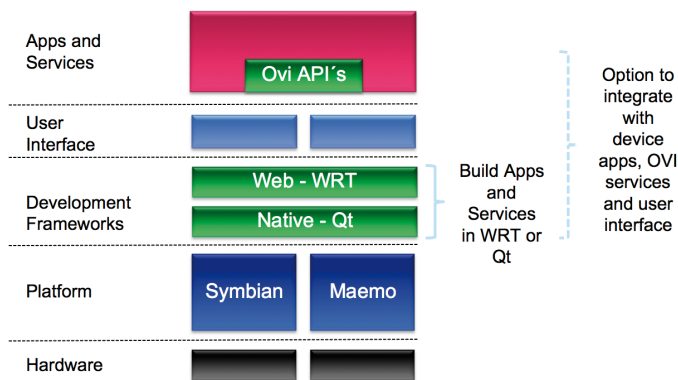 Apps and
Services
Ovi API´s
User
Interface
Development
Frameworks
Web - WRT
Native - Qt
Build Apps
and
Services
in WRT or
Qt
Option to
integrate
with
device
apps, OVI
services
and user
interface
Platform
Symbian
Maemo
Hardware